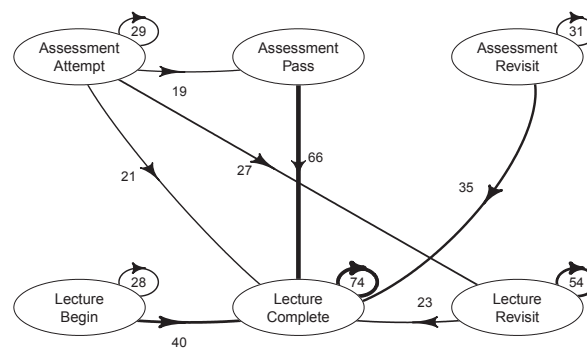 29
31
Assessment
Attempt
Assessment
Pass
Assessment
Revisit
19
66
21
27
35
28
74
54
Lecture
Begin
Lecture
Complete
23
Lecture
Revisit
40